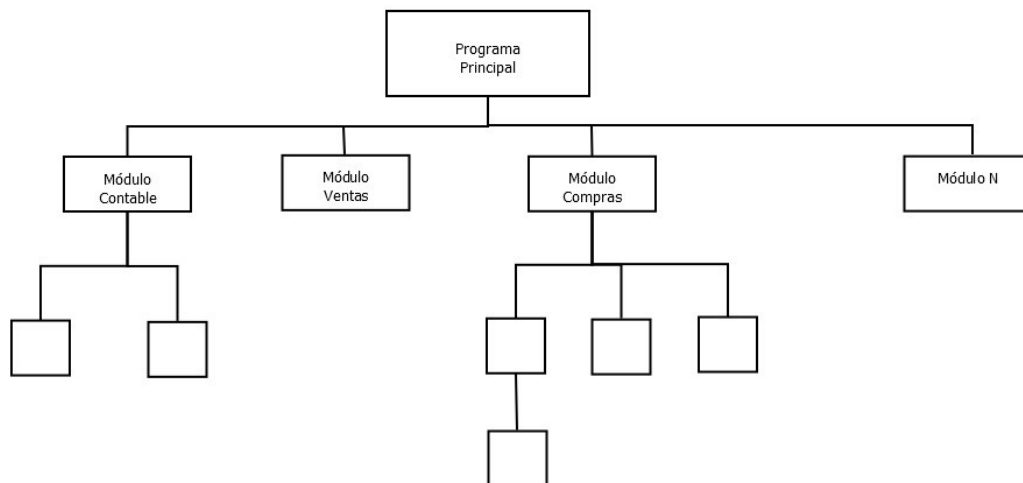 Programa
Principal
Módulo
Contable
Módulo
Ventas
Módulo
Compras
Módulo N